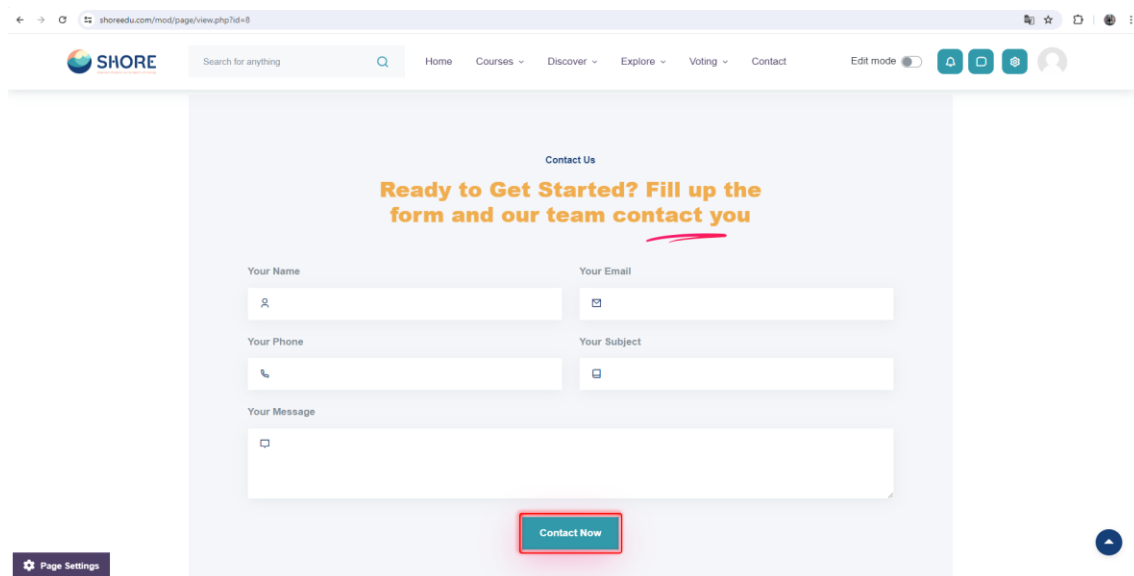 shoreedu.com/mod/page/view.php?id=8
SHORE
Search for anything
Home
Courses
Discover
Explore
Voting
Contact
Edit mode
Contact Us
Ready to Get Started? Fill up the
form and our team contact you
Your Name
Your Email
Your Phone
Your Subject
Your Message
Contact Now
Page Settings